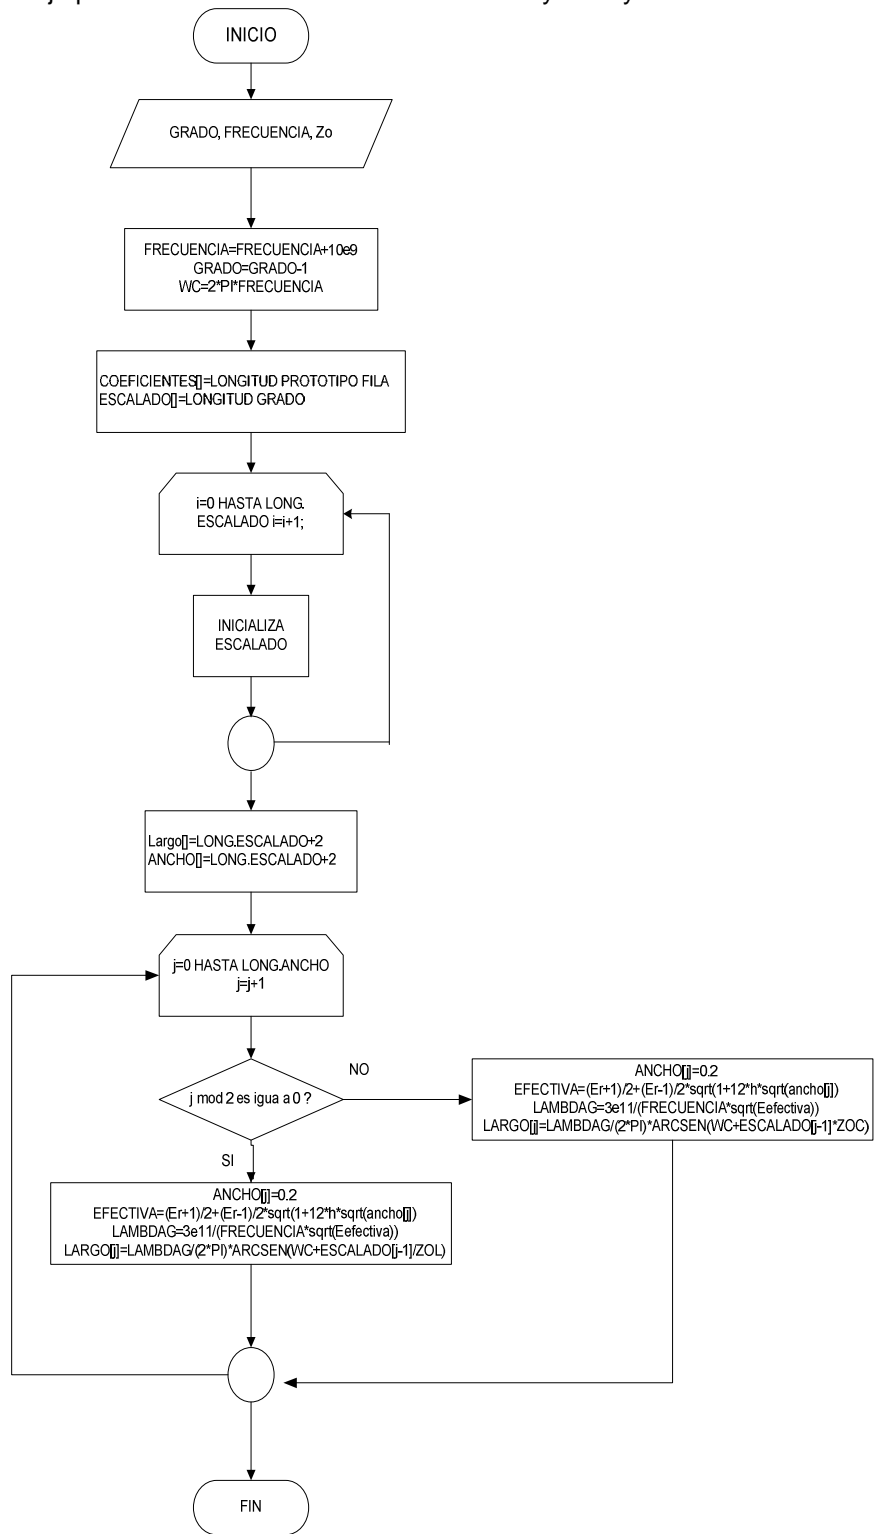 INICIO
GRADO, FRECUENCIA, Zo
FRECUENCIA=FRECUENCIA+10e9
GRADO=GRADO-1
WC=2*PI*FRECUENCIA
COEFICIENTES[]=LONGITUD PROTOTIPO FILA
ESCALADO[]=LONGITUD GRADO
i=0 HASTA LONG.
ESCALADO i=i+1;
INICIALIZA
ESCALADO
Largo[]=LONG.ESCALADO+2
ANCHO[]=LONG.ESCALADO+2
j=0 HASTA LONG.ANCHO
j=j+1
j mod 2 es igua a 0 ?
NO
ANCHO[j]=0.2
EFECTIVA=(Er+1)/2+(Er-1)/2*sqrt(1+12*h*sqrt(ancho[j])
LAMBDAG=3e11/(FRECUENCIA*sqrt(Eefectiva))
LARGO[j]=LAMBDAG/(2*PI)*ARCSEN(WC+ESCALADO[j-1]*ZOC)
SI
ANCHO[j]=0.2
EFECTIVA=(Er+1)/2+(Er-1)/2*sqrt(1+12*h*sqrt(ancho[j])
LAMBDAG=3e11/(FRECUENCIA*sqrt(Eefectiva))
LARGO[j]=LAMBDAG/(2*PI)*ARCSEN(WC+ESCALADO[j-1]/ZOL)
FIN